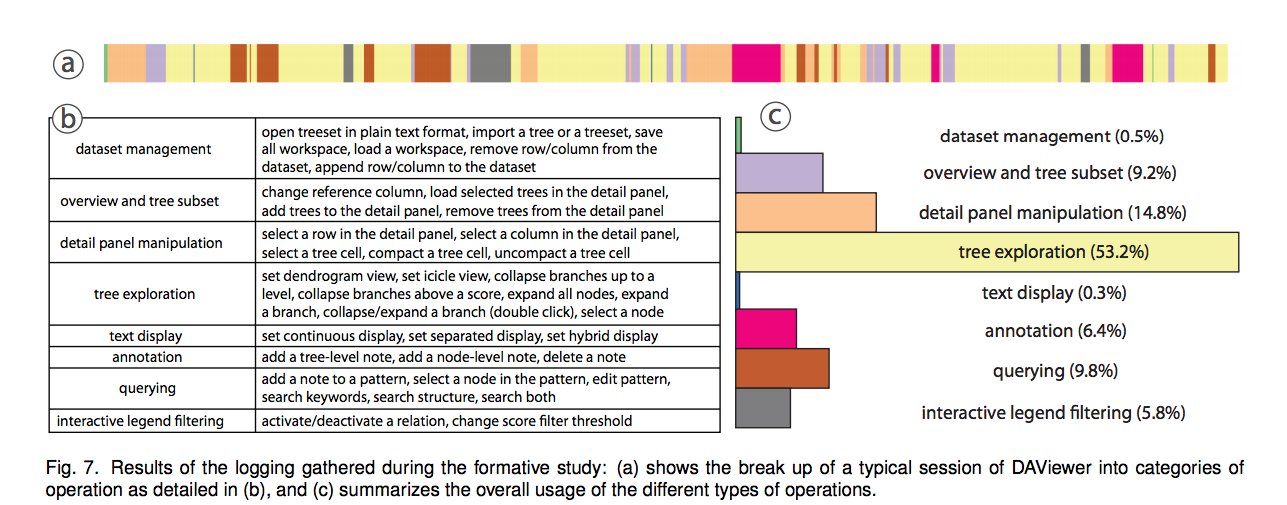 a
b
c
dataset management
open treeset in plain text format, import a tree or a treeset, save
all workspace, load a workspace, remove row/column from the
dataset, append row/column to the dataset
overview and tree subset
change reference column, load selected trees in the detail panel,
add trees to the detail panel, remove trees from the detail panel
detail panel manipulation
select a row in the detail panel, select a column in the detail panel,
select a tree cell, compact a tree cell, uncompact a tree cell
tree exploration
set dendrogram view, set icicle view, collapse branches up to a
level, collapse branches above a score, expand all nodes, expand
a branch, collapse/expand a branch (double click), select a node
text display
set continuous display, set separated display, set hybrid display
annotation
add a tree-level note, add a node-level note, delete a note
querying
add a note to a pattern, select a node in the pattern, edit pattern,
search keywords, search structure, search both
interactive legend filtering
activate/deactivate a relation, change score filter threshold
dataset management (0.5%)
overview and tree subset (9.2%)
detail panel manipulation (14.8%)
tree exploration (53.2%)
text display (0.3%)
annotation (6.4%)
querying (9.8%)
interactive legend filtering (5.8%)
Fig. 7. Results of the logging gathered during the formative study: (a) shows the break up of a typical session of DAViewer into categories of
operation as detailed in (b), and (c) summarizes the overall usage of the different types of operations.